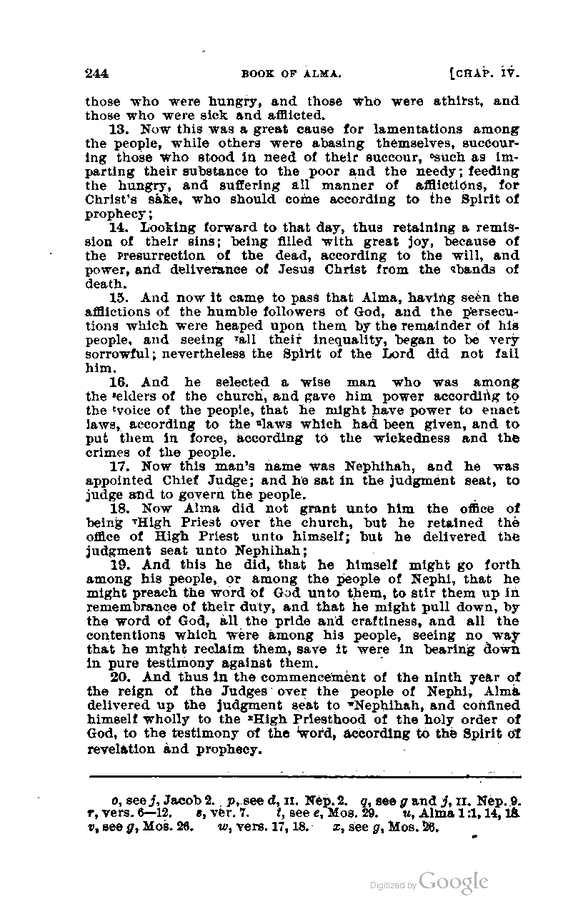 244 BOOK OF ALMA. [CHAP. IV.
those who were hungry, and those who were athirst, and
those who were sick and afflicted.
13. Now this was a great cause for lamentations among
the people, while others were abasing themselves, succour-
ing those who stood in need of their succour, ᵒsuch as im-
parting their substance to the poor and the needy; feeding
the hungry, and suffering all manner of afflictions, for
Christ's sake, who should come according to the Spirit of
prophecy;
14. Looking forward to that day, thus retaining a remis-
sion of their sins; being filled with great joy, because of
the ᵖresurrection of the dead, according to the will, and
power, and deliverance of Jesus Christ from the qbands of
death.
15. And now it came to pass that Alma, having seen the
afflictions of the humble followers of God, and the persecu-
tions which were heaped upon them by the remainder of his
people, and seeing ʳall their inequality, began to be very
sorrowful; nevertheless the Spirit of the Lord did not fail
him.
16. And he selected a wise man who was among
the ˢelders of the church, and gave him power according to
the ᵗvoice of the people, that he might have power to enact
laws, according to the ᵘlaws which had been given, and to
put them in force, according to the wickedness and the
crimes of the people.
17. Now this man's name was Nephihah, and he was
appointed Chief Judge; and he sat in the judgment seat, to
judge and to govern the people.
18. Now Alma did not grant unto him the office of
being ᵛHigh Priest over the church, but he retained the
office of High Priest unto himself; but he delivered the
judgment seat unto Nephihah;
19. And this he did, that he himself might go forth
among his people, or among the people of Nephi, that he
might preach the word of God unto them, to stir them up in
remembrance of their duty, and that he might pull down, by
the word of God, all the pride and craftiness, and all the
contentions which were among his people, seeing no way
that he might reclaim them, save it were in bearing down
in pure testimony against them.
20. And thus in the commencement of the ninth year of
the reign of the Judges over the people of Nephi, Alma
delivered up the judgment seat to ʷNephihah, and confined
himself wholly to the ˣHigh Priesthood of the holy order of
God, to the testimony of the word, according to the Spirit of
revelation and prophecy.
o, see j, Jacob 2. p, see d, II. Nep. 2. q, see g and j, II. Nep. 9.
r, vers. 6—12. s, ver. 7. t, see e, Mos. 29. u, Alma 1:1, 14, 18.
v, see g, Mos. 26. w, vers. 17, 18. x, see g, Mos. 26.
Digitized by Google